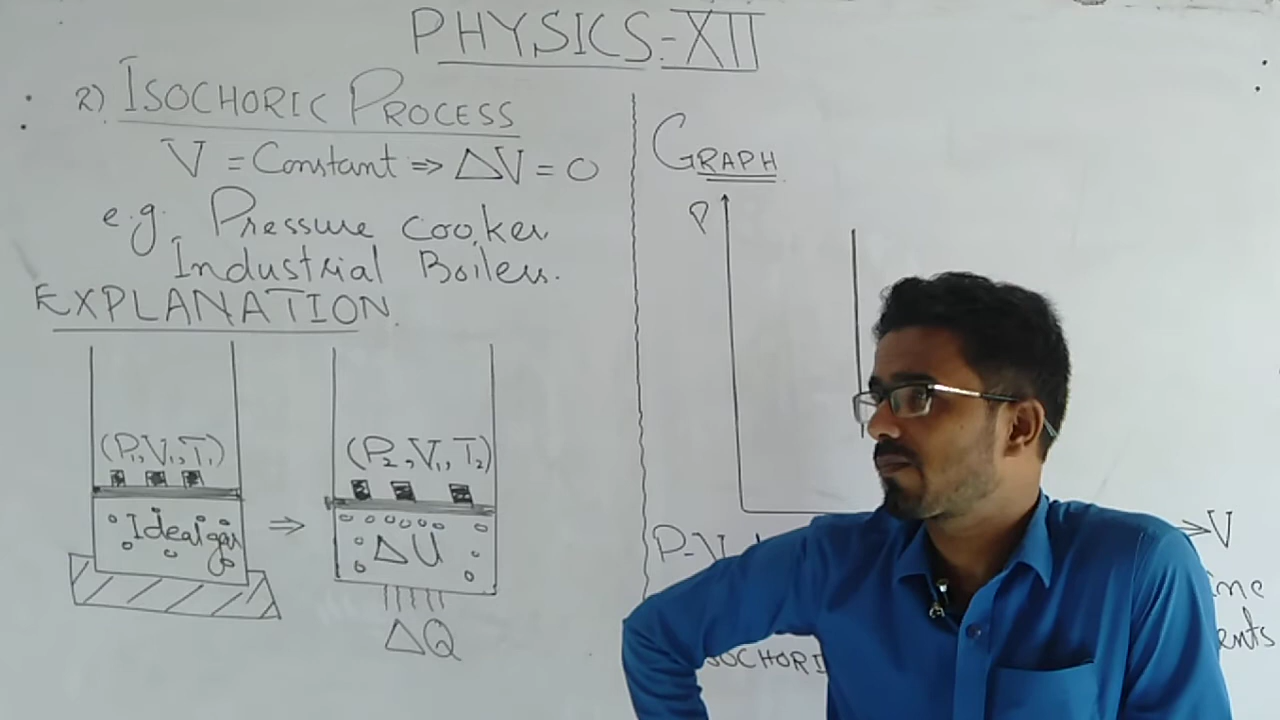 PHYSICS-XII
2) ISOCHORIC PROCESS
V = Constant ⇒ ΔV = 0
e.g. Pressure cooker
Industrial Boilers.
EXPLANATION.
(P₁, V₁, T₁)
Ideal gas
⇒
(P₂, V₁, T₂)
ΔU
ΔQ
GRAPH
P
V
P-V